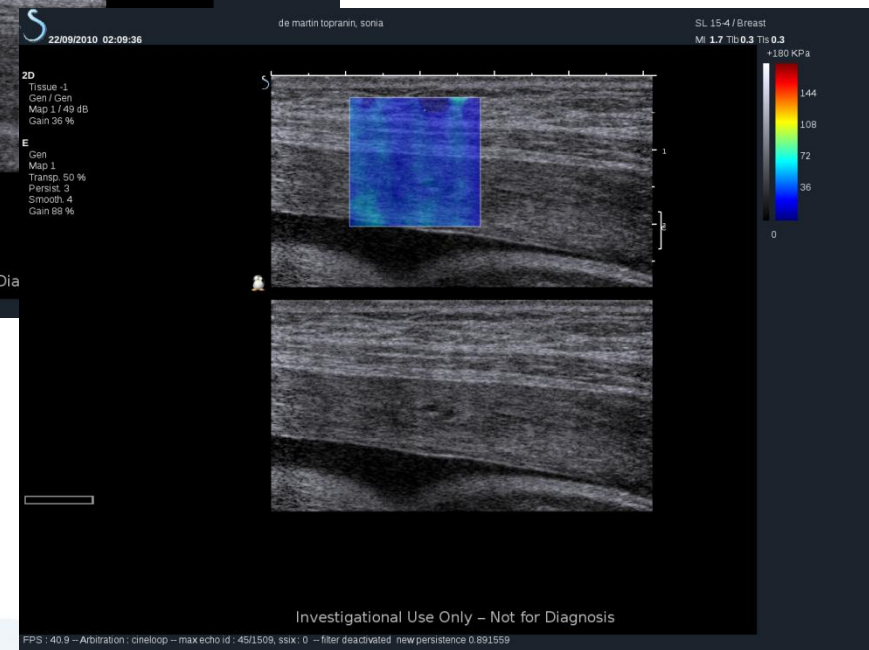 de martin topranin, sonia
SL 15-4 / Breast
22/09/2010 02:09:36
MI 1.7 TIb 0.3 TIs 0.3
+180 KPa
2D
Tissue -1
Gen / Gen
Map 1 / 49 dB
Gain 36 %
E
Gen
Map 1
Transp. 50 %
Persist. 3
Smooth. 4
Gain 88 %
144
108
72
36
0
S
1
Dia
Investigational Use Only – Not for Diagnosis
FPS : 40.9 -- Arbitration : cineloop -- max echo id : 45/1509, ssix : 0 -- filter deactivated new persistence 0.891559